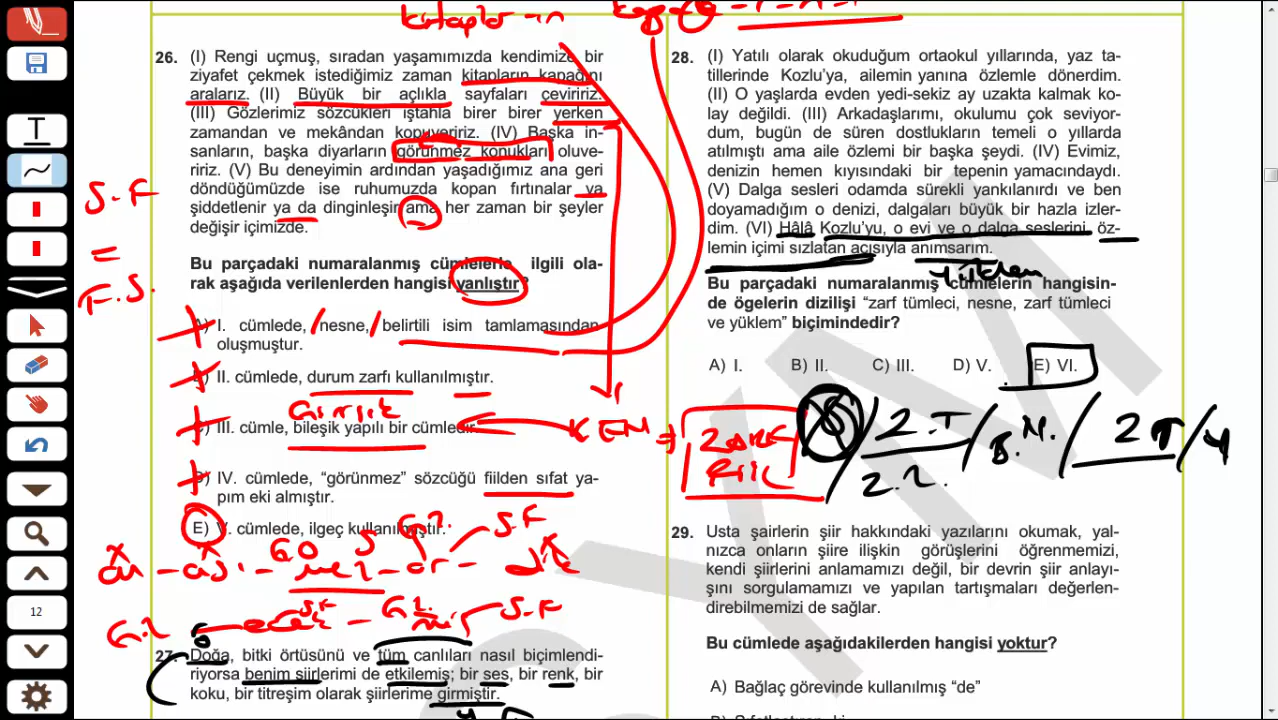 kitaplar-ın
26. (I) Rengi uçmuş, sıradan yaşamımızda kendimize bir
ziyafet çekmek istediğimiz zaman kitapların kapağını
aralarız. (II) Büyük bir açlıkla sayfaları çeviririz.
(III) Gözlerimiz sözcükleri iştahla birer birer yerken
zamandan ve mekândan kopuveririz. (IV) Başka in-
sanların, başka diyarların görünmez konukları oluve-
ririz. (V) Bu deneyimin ardından yaşadığımız ana geri
döndüğümüzde ise ruhumuzda kopan fırtınalar ya
şiddetlenir ya da dinginleşir ama her zaman bir şeyler
değişir içimizde.
S.F
=
F.S.
Bu parçadaki numaralanmış cümlelerle ilgili ola-
rak aşağıda verilenlerden hangisi yanlıştır?
A) I. cümlede, nesne, belirtili isim tamlamasından
oluşmuştur.
B) II. cümlede, durum zarfı kullanılmıştır.
Girişik
C) III. cümle, bileşik yapılı bir cümledir.
KEN
D) IV. cümlede, “görünmez” sözcüğü fiilden sıfat ya-
pım eki almıştır.
E) V. cümlede, ilgeç kullanılmıştır.
S.F
S.F
27. Doğa, bitki örtüsünü ve tüm canlıları nasıl biçimlendi-
riyorsa benim şiirlerimi de etkilemiş; bir ses, bir renk, bir
koku, bir titreşim olarak şiirlerime girmiştir.
28. (I) Yatılı olarak okuduğum ortaokul yıllarında, yaz ta-
tillerinde Kozlu’ya, ailemin yanına özlemle dönerdim.
(II) O yaşlarda evden yedi-sekiz ay uzakta kalmak ko-
lay değildi. (III) Arkadaşlarımı, okulumu çok seviyor-
dum, bugün de süren dostlukların temeli o yıllarda
atılmıştı ama aile özlemi bir başka şeydi. (IV) Evimiz,
denizin hemen kıyısındaki bir tepenin yamacındaydı.
(V) Dalga sesleri odamda sürekli yankılanırdı ve ben
doyamadığım o denizi, dalgaları büyük bir hazla izler-
dim. (VI) Hâlâ Kozlu’yu, o evi ve o dalga seslerini, öz-
lemin içimi sızlatan acısıyla anımsarım.
yüklem
Bu parçadaki numaralanmış cümlelerin hangisin-
de ögelerin dizilişi “zarf tümleci, nesne, zarf tümleci
ve yüklem” biçimindedir?
A) I. B) II. C) III. D) V. E) VI.
Z.T / B.N. / Z T / Y
29. Usta şairlerin şiir hakkındaki yazılarını okumak, yal-
nızca onların şiire ilişkin görüşlerini öğrenmemizi,
kendi şiirlerini anlamamızı değil, bir devrin şiir anlayı-
şını sorgulamamızı ve yapılan tartışmaları değerlen-
direbilmemizi de sağlar.
Bu cümlede aşağıdakilerden hangisi yoktur?
A) Bağlaç görevinde kullanılmış “de”
T
12